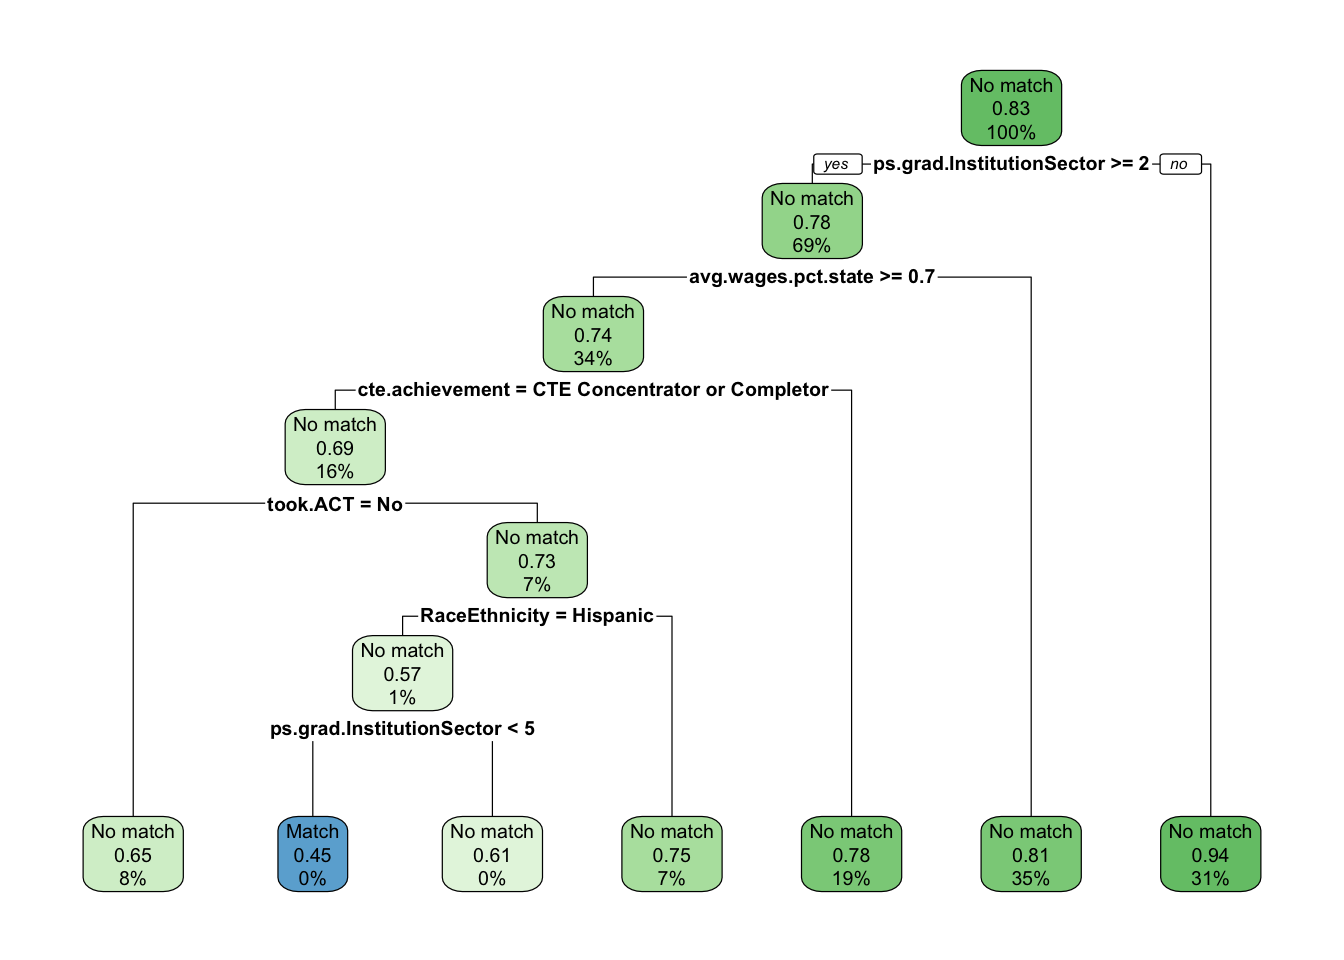 No match
0.83
100%
yes
ps.grad.InstitutionSector >= 2
no
No match
0.78
69%
avg.wages.pct.state >= 0.7
No match
0.74
34%
cte.achievement = CTE Concentrator or Completor
No match
0.69
16%
took.ACT = No
No match
0.73
7%
RaceEthnicity = Hispanic
No match
0.57
1%
ps.grad.InstitutionSector < 5
No match
0.65
8%
Match
0.45
0%
No match
0.61
0%
No match
0.75
7%
No match
0.78
19%
No match
0.81
35%
No match
0.94
31%